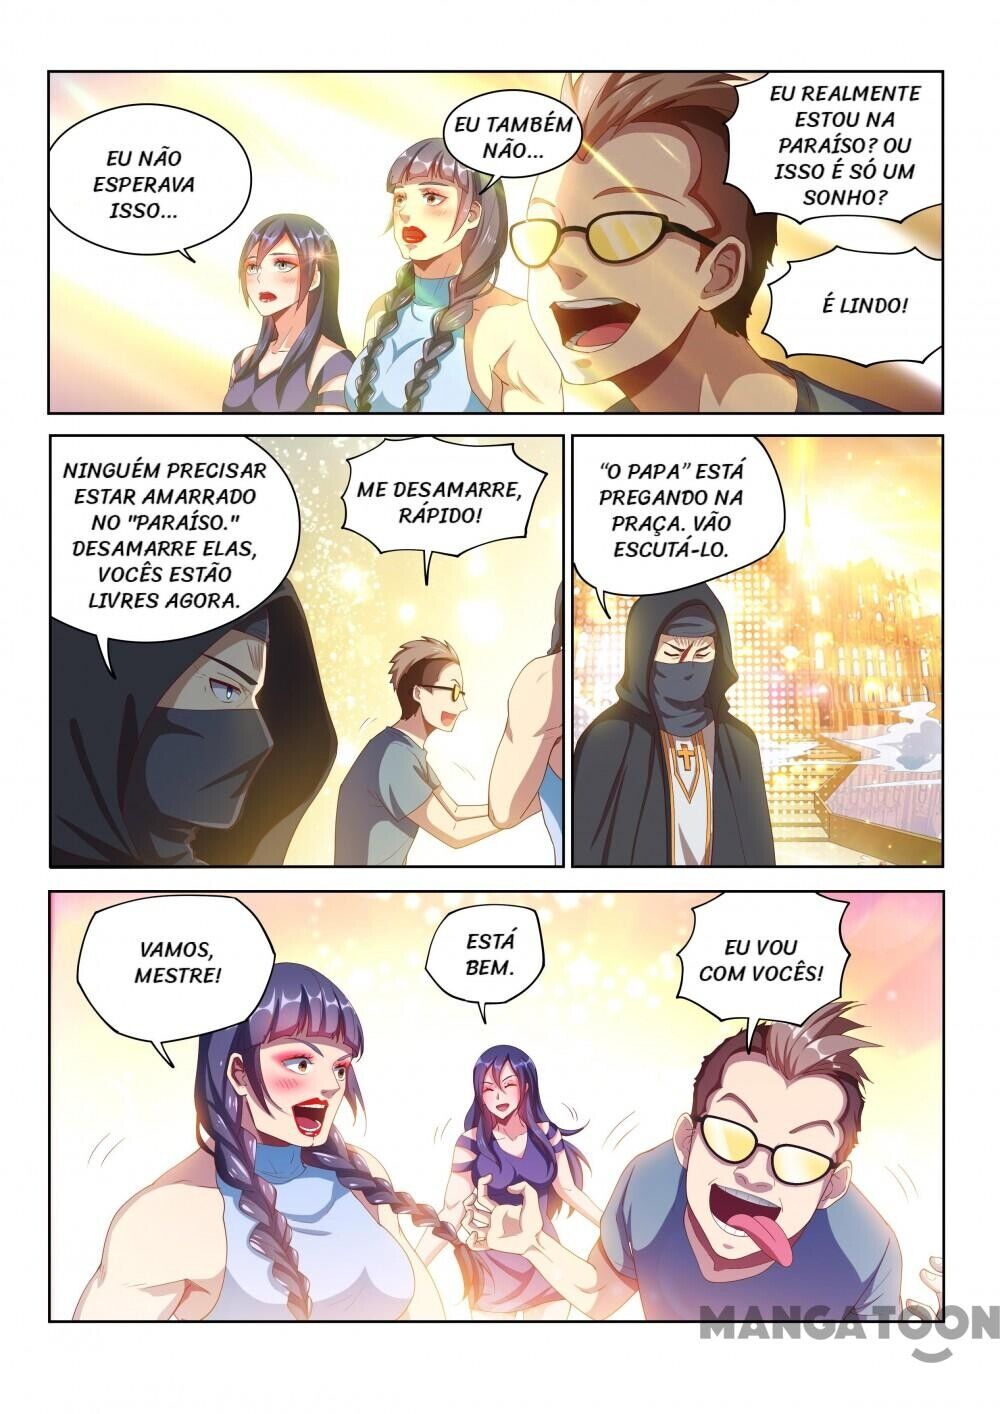 EU NÃO
ESPERAVA
ISSO...
EU TAMBÉM
NÃO...
EU REALMENTE
ESTOU NA
PARAÍSO? OU
ISSO É SÓ UM
SONHO?
É LINDO!
NINGUÉM PRECISAR
ESTAR AMARRADO
NO "PARAÍSO."
DESAMARRE ELAS,
VOCÊS ESTÃO
LIVRES AGORA.
ME DESAMARRE,
RÁPIDO!
“O PAPA” ESTÁ
PREGANDO NA
PRAÇA. VÃO
ESCUTÁ-LO.
VAMOS,
MESTRE!
ESTÁ
BEM.
EU VOU
COM VOCÊS!
MANGATOON